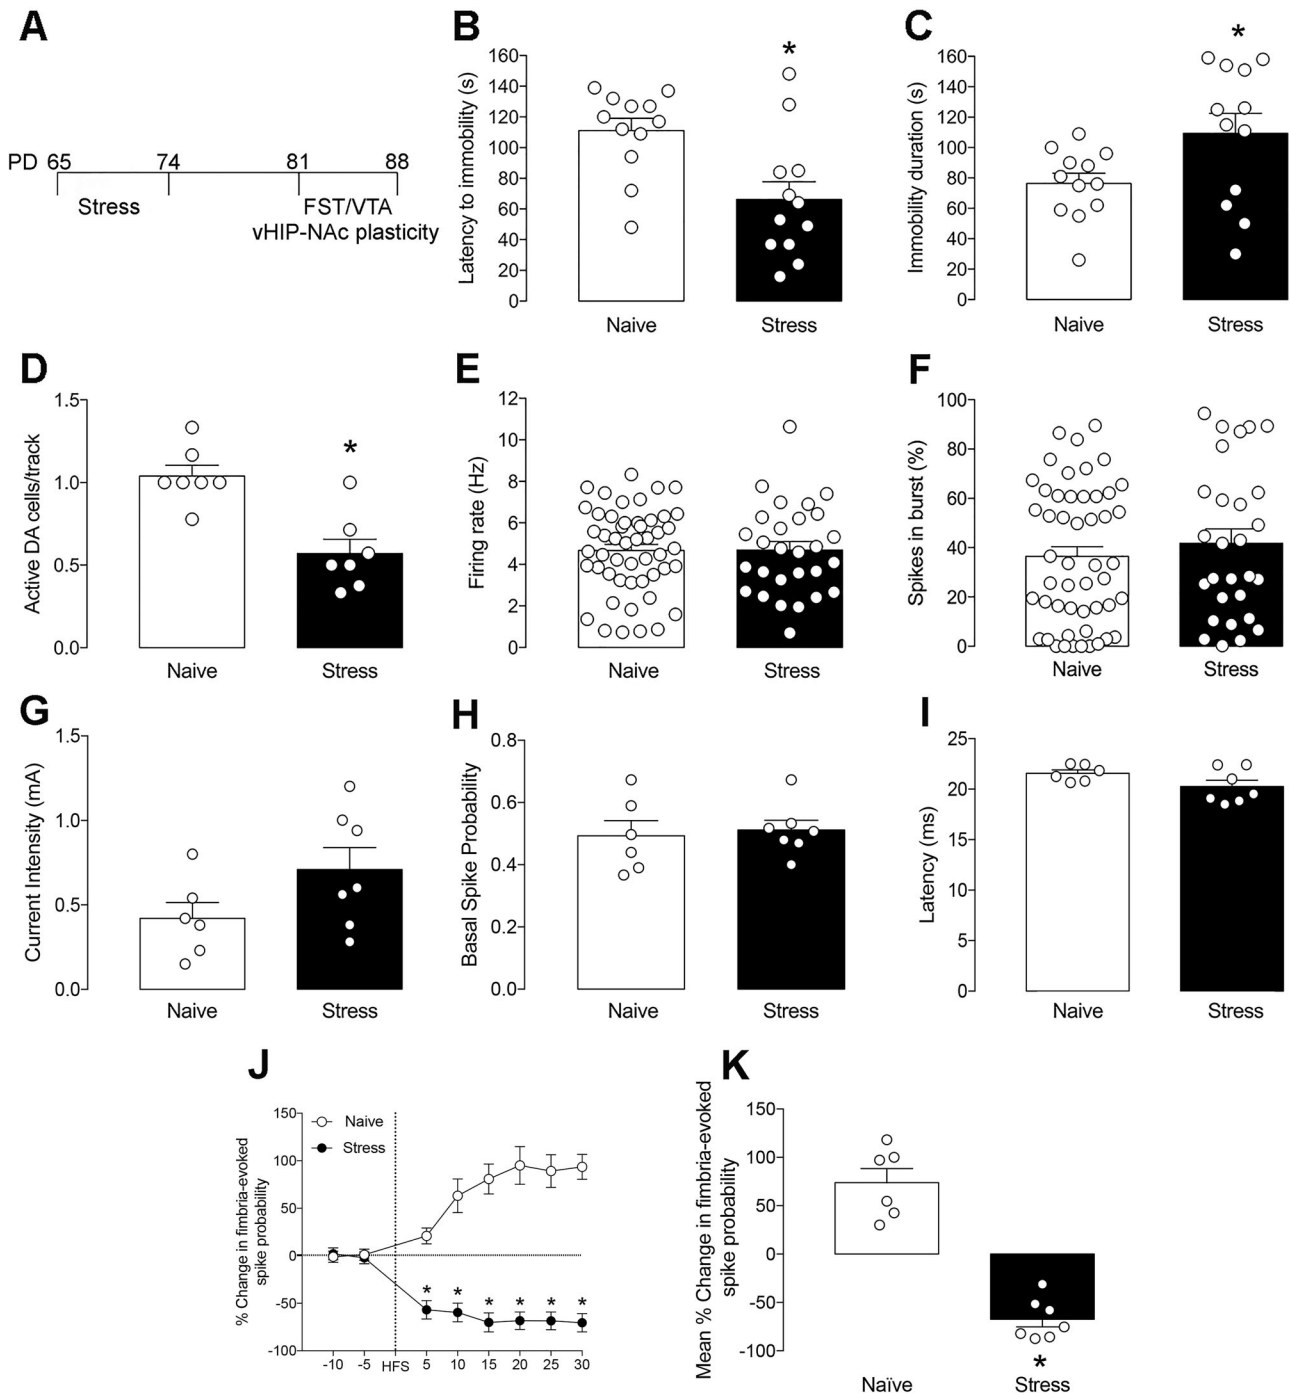 A
PD 65 74 81 88
Stress
FST/VTA
vHIP-NAc plasticity
B
Latency to immobility (s)
160
140
120
100
80
60
40
20
0
*
Naive Stress
C
Immobility duration (s)
160
140
120
100
80
60
40
20
0
*
Naive Stress
D
Active DA cells/track
1.5
1.0
0.5
0.0
*
Naive Stress
E
Firing rate (Hz)
12
10
8
6
4
2
0
Naive Stress
F
Spikes in burst (%)
100
80
60
40
20
0
Naive Stress
G
Current Intensity (mA)
1.5
1.0
0.5
0.0
Naive Stress
H
Basal Spike Probability
0.8
0.6
0.4
0.2
0.0
Naive Stress
I
Latency (ms)
25
20
15
10
5
0
Naive Stress
J
% Change in fimbria-evoked
spike probability
150
100
50
0
-50
-100
Naive
Stress
* * * * * *
-10 -5 HFS 5 10 15 20 25 30
K
Mean % Change in fimbria-evoked
spike probability
150
100
50
0
-50
-100
*
Naïve Stress